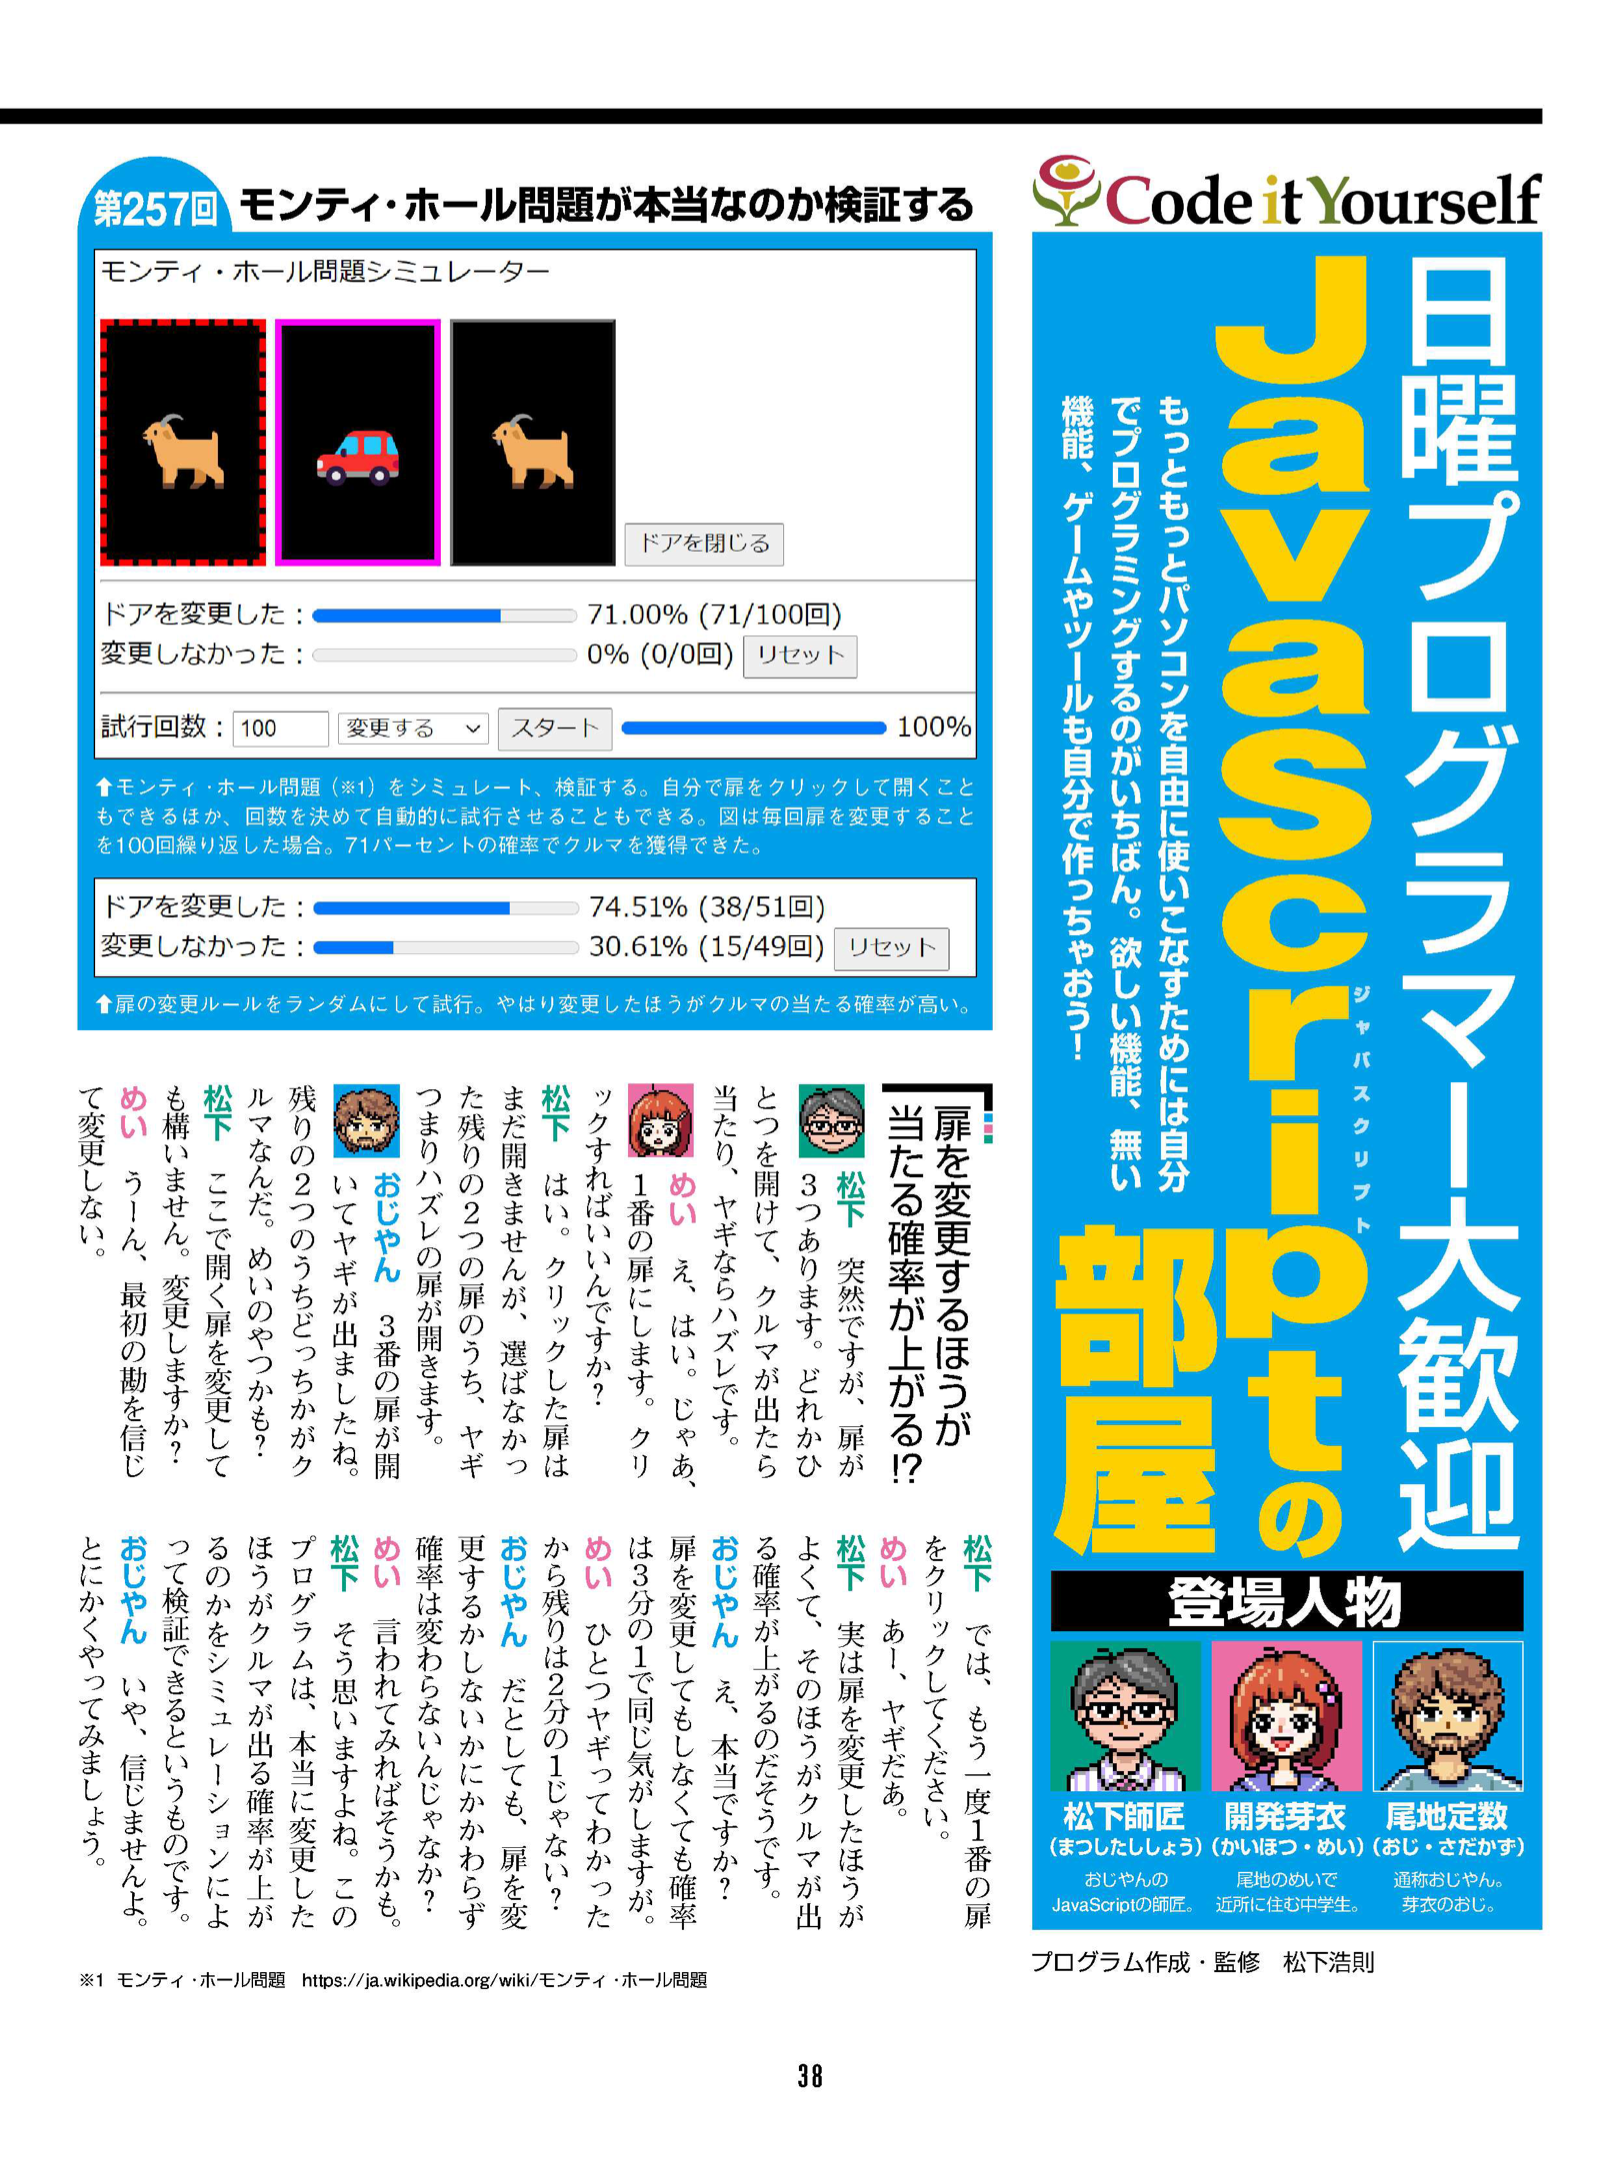 Code it Yourself
日曜プログラマー大歓迎
JavaScriptの
ジャバスクリプト
部屋
もっともっとパソコンを自由に使いこなすためには自分
でプログラミングするのがいちばん。欲しい機能、無い
機能、ゲームやツールも自分で作っちゃおう！
登場人物
松下師匠
(まつしたししょう)
おじやんの
JavaScriptの師匠。
開発芽衣
(かいほつ・めい)
尾地のめいで
近所に住む中学生。
尾地定数
(おじ・さだかず)
通称おじやん。
芽衣のおじ。
プログラム作成・監修　松下浩則
第257回 モンティ・ホール問題が本当なのか検証する
モンティ・ホール問題シミュレーター
ドアを閉じる
ドアを変更した： 71.00% (71/100回)
変更しなかった： 0% (0/0回) リセット
試行回数： 100 変更する スタート 100%
⬆モンティ・ホール問題（※1）をシミュレート、検証する。自分で扉をクリックして開くこと
もできるほか、回数を決めて自動的に試行させることもできる。図は毎回扉を変更すること
を100回繰り返した場合。71パーセントの確率でクルマを獲得できた。
ドアを変更した： 74.51% (38/51回)
変更しなかった： 30.61% (15/49回) リセット
⬆扉の変更ルールをランダムにして試行。やはり変更したほうがクルマの当たる確率が高い。
扉を変更するほうが
当たる確率が上がる!?
松下　突然ですが、扉が
３つあります。どれかひ
とつを開けて、クルマが出たら
当たり、ヤギならハズレです。
めい　え、はい。じゃあ、
１番の扉にします。クリ
ックすればいいんですか？
松下　はい。クリックした扉は
まだ開きませんが、選ばなかっ
た残りの２つの扉のうち、ヤギ
つまりハズレの扉が開きます。
おじやん　３番の扉が開
いてヤギが出ましたね。
残りの２つのうちどっちかがク
ルマなんだ。めいのやつかも？
松下　ここで開く扉を変更して
も構いません。変更しますか？
めい　うーん、最初の勘を信じ
て変更しない。
松下　では、もう一度１番の扉
をクリックしてください。
めい　あー、ヤギだぁ。
松下　実は扉を変更したほうが
よくて、そのほうがクルマが出
る確率が上がるのだそうです。
おじやん　え、本当ですか？
扉を変更してもしなくても確率
は３分の１で同じ気がしますが。
めい　ひとつヤギってわかった
から残りは２分の１じゃない？
おじやん　だとしても、扉を変
更するかしないかにかかわらず
確率は変わらないんじゃなか？
めい　言われてみればそうかも。
松下　そう思いますよね。この
プログラムは、本当に変更した
ほうがクルマが出る確率が上が
るのかをシミュレーションによ
って検証できるというものです。
おじやん　いや、信じませんよ。
とにかくやってみましょう。
※1 モンティ・ホール問題　https://ja.wikipedia.org/wiki/モンティ・ホール問題
38